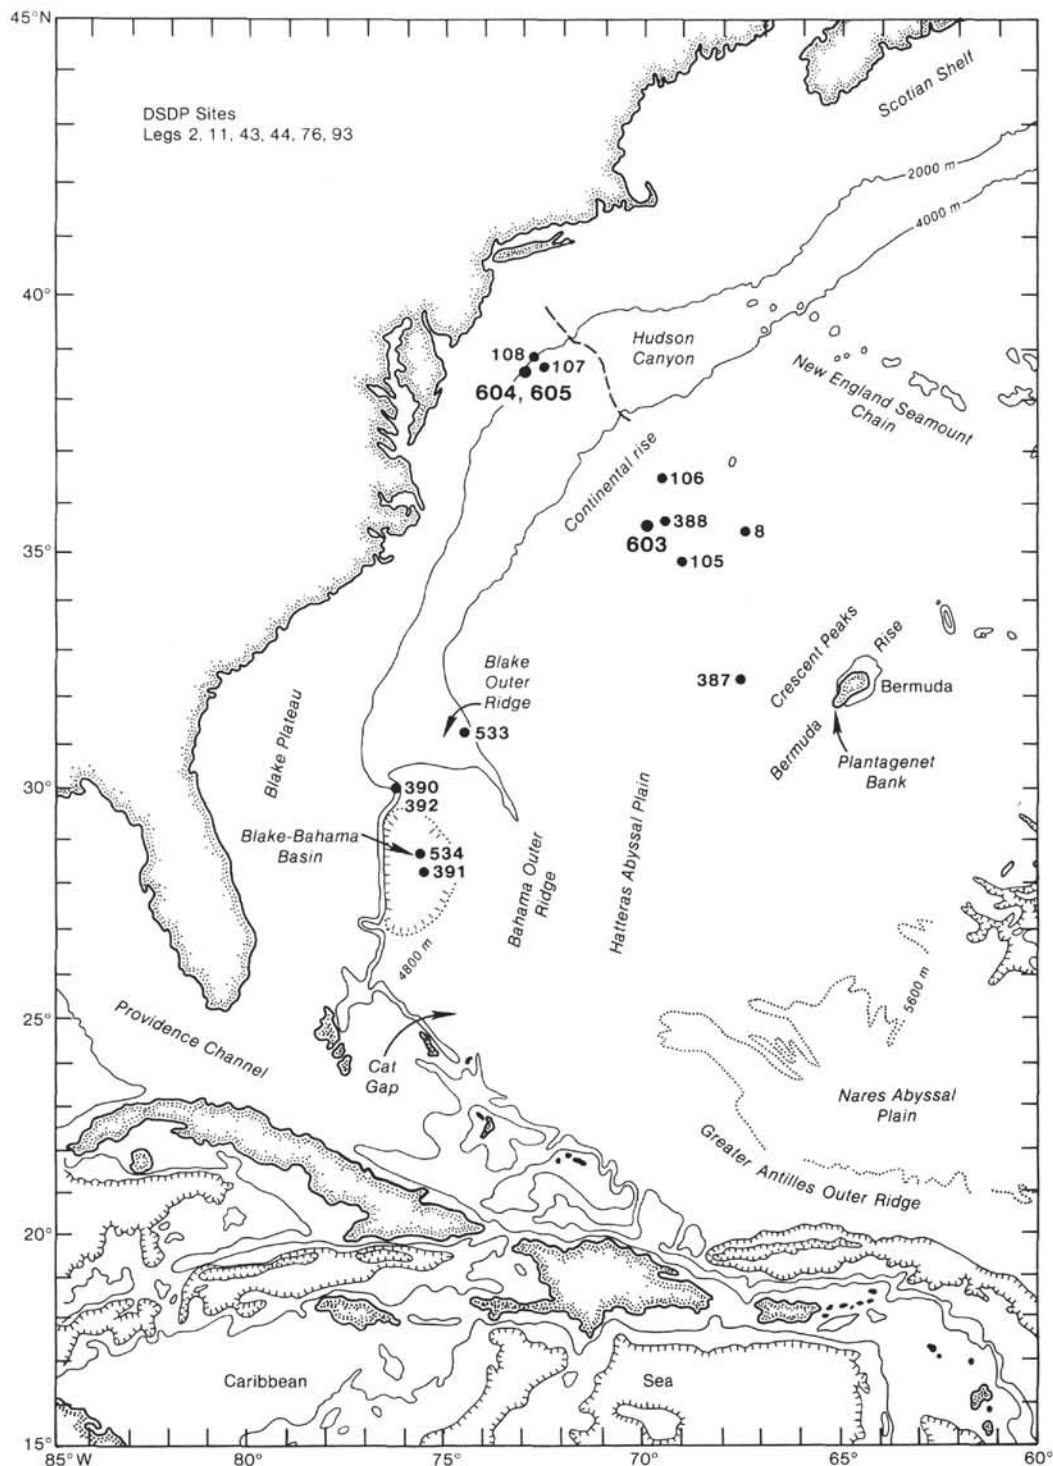 45°N
DSDP Sites
Legs 2, 11, 43, 44, 76, 93
Scotian Shelf
2000 m
4000 m
40°
Hudson
Canyon
108
107
604, 605
New England Seamount
Chain
Continental rise
106
388
8
603
105
35°
Crescent Peaks
Rise
Blake
Outer
Ridge
387
Bermuda
533
Bermuda
Plantagenet
Bank
Blake Plateau
30°
390
392
Blake-Bahama
Basin
534
391
Bahama Outer
Ridge
Hatteras Abyssal Plain
4800 m
5600 m
25°
Providence Channel
Cat
Gap
Nares Abyssal
Plain
Greater Antilles Outer Ridge
20°
Caribbean
Sea
15°
85°W
80°
75°
70°
65°
60°